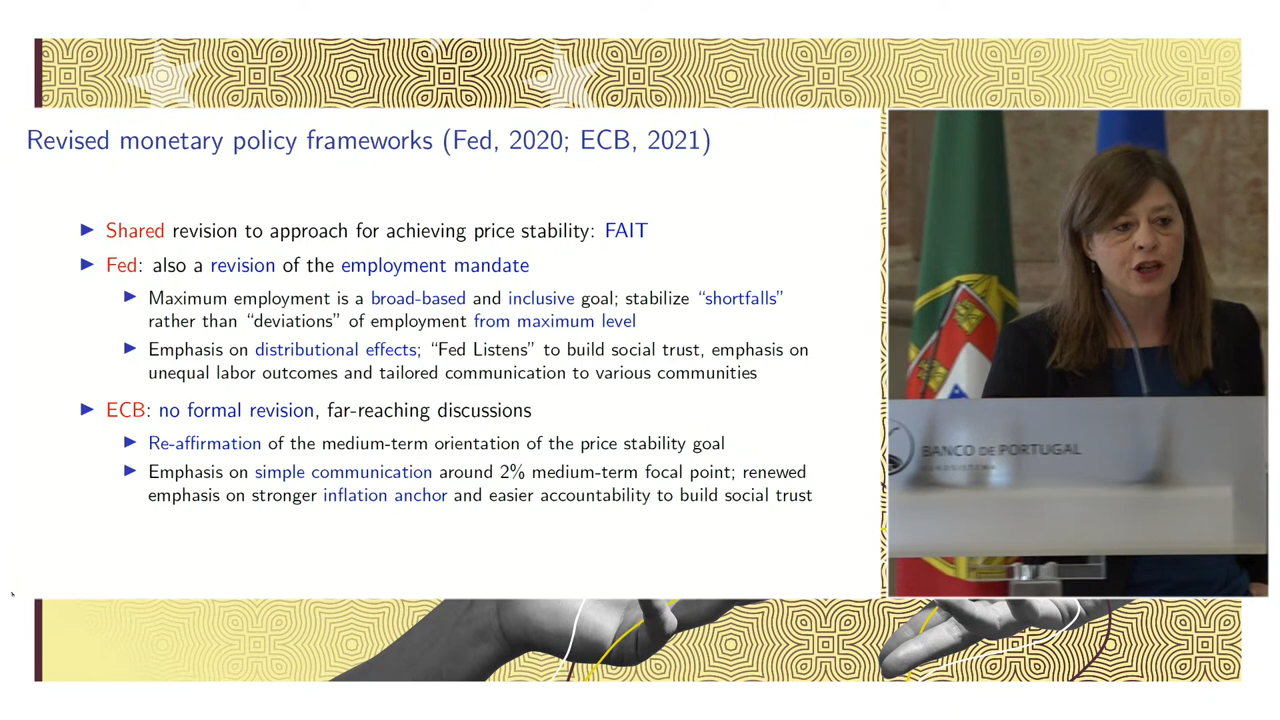 Revised monetary policy frameworks (Fed, 2020; ECB, 2021)
Shared revision to approach for achieving price stability: FAIT
Fed: also a revision of the employment mandate
Maximum employment is a broad-based and inclusive goal; stabilize “shortfalls”
rather than “deviations” of employment from maximum level
Emphasis on distributional effects; “Fed Listens” to build social trust, emphasis on
unequal labor outcomes and tailored communication to various communities
ECB: no formal revision, far-reaching discussions
Re-affirmation of the medium-term orientation of the price stability goal
Emphasis on simple communication around 2% medium-term focal point; renewed
emphasis on stronger inflation anchor and easier accountability to build social trust
BANCO DE PORTUGAL
EUROSISTEMA